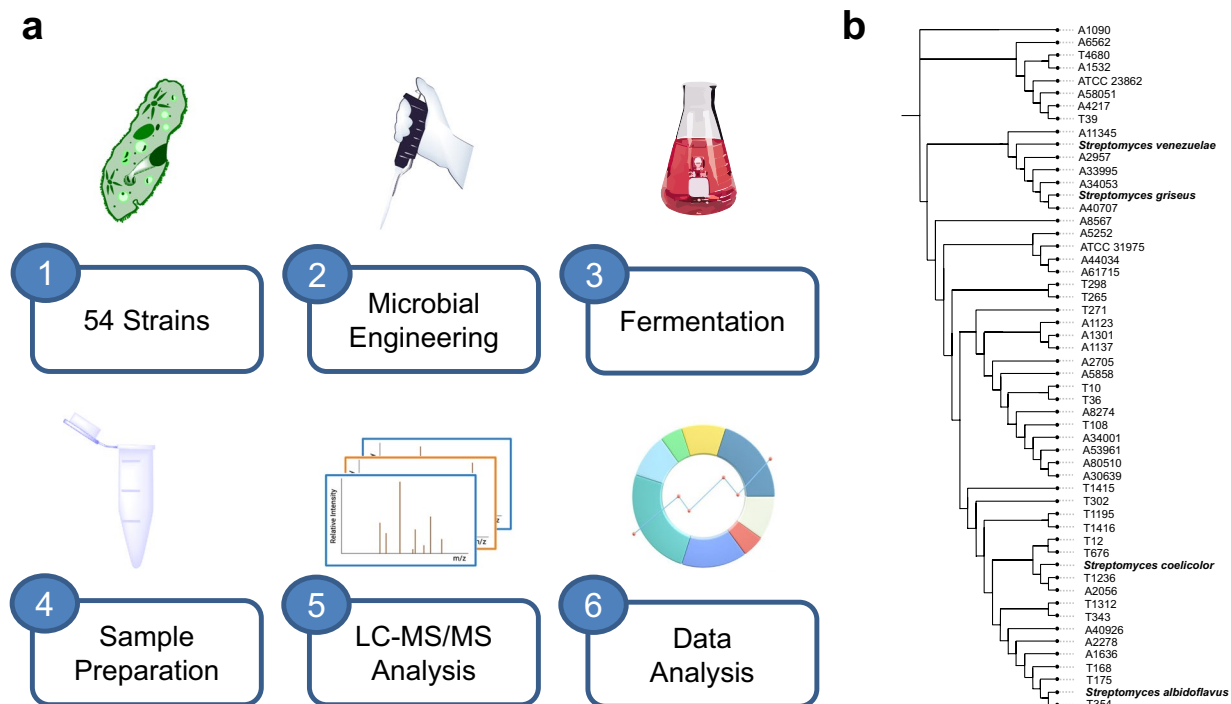 a
1
54 Strains
2
Microbial
Engineering
3
Fermentation
Relative Intensity
m/z
m/z
m/z
4
Sample
Preparation
5
LC-MS/MS
Analysis
6
Data
Analysis
b
A1090
A6562
T4680
A1532
ATCC 23862
A58051
A4217
T39
A11345
Streptomyces venezuelae
A2957
A33995
A34053
Streptomyces griseus
A40707
A8567
A5252
ATCC 31975
A44034
A61715
T298
T265
T271
A1123
A1301
A1137
A2705
A5858
T10
T36
A8274
T108
A34001
A53961
A80510
A30639
T1415
T302
T1195
T1416
T12
T676
Streptomyces coelicolor
T1236
A2056
T1312
T343
A40926
A2278
A1636
T168
T175
Streptomyces albidoflavus
T354